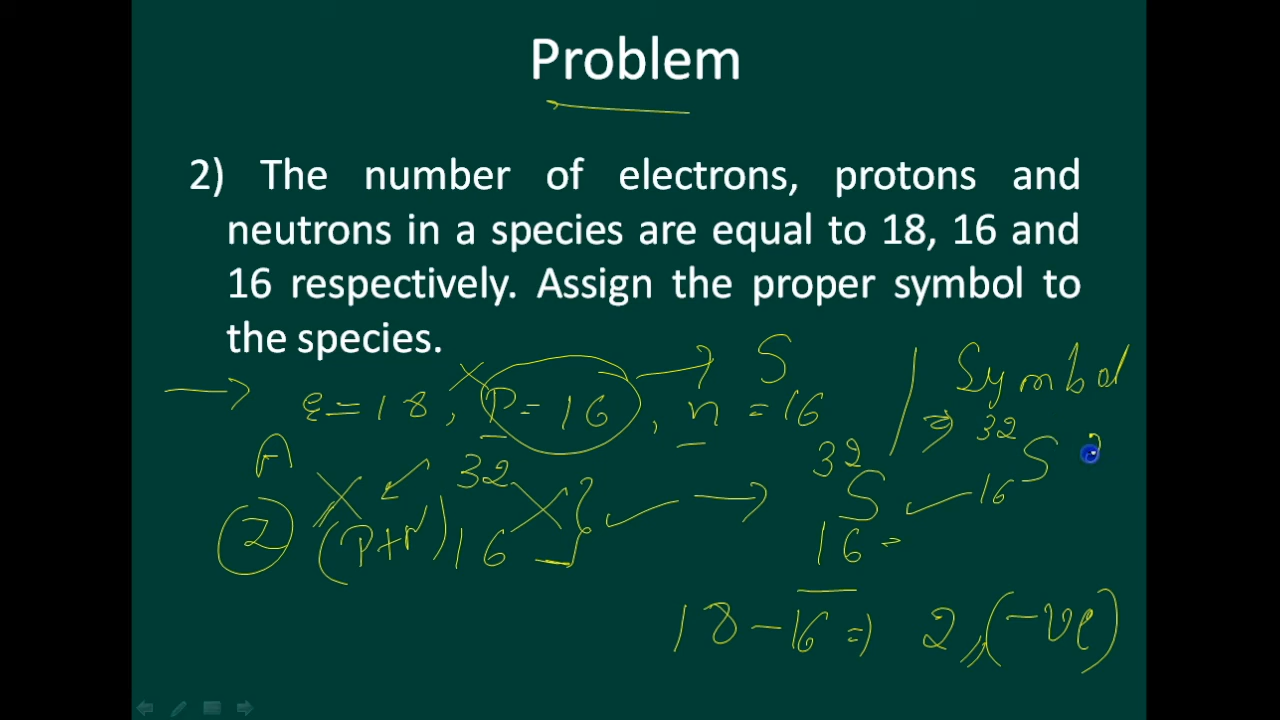 Problem
2) The number of electrons, protons and
neutrons in a species are equal to 18, 16 and
16 respectively. Assign the proper symbol to
the species.
e=18, P=16, n=16 → S
Symbol
A 32
Z X (P+N) 16 X
32
S
16
⇒ 32
16 S 2
18-16 ⇒ 2, (-ve)